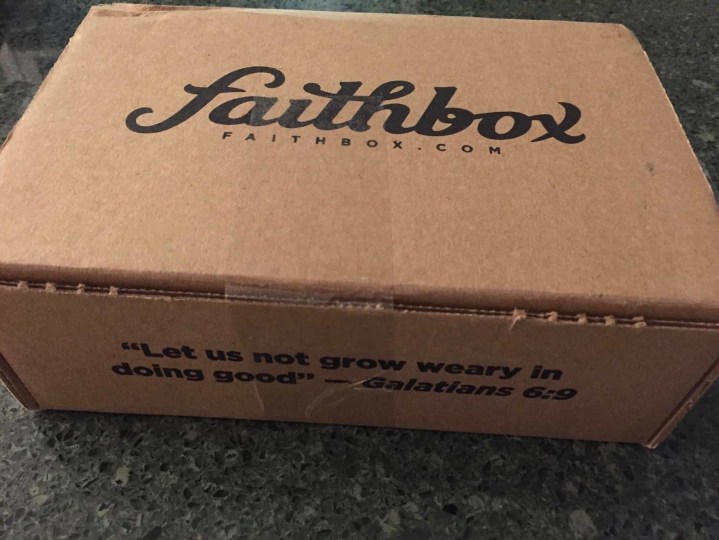 faithbox
FAITHBOX.COM
“Let us not grow weary in
doing good” — Galatians 6:9